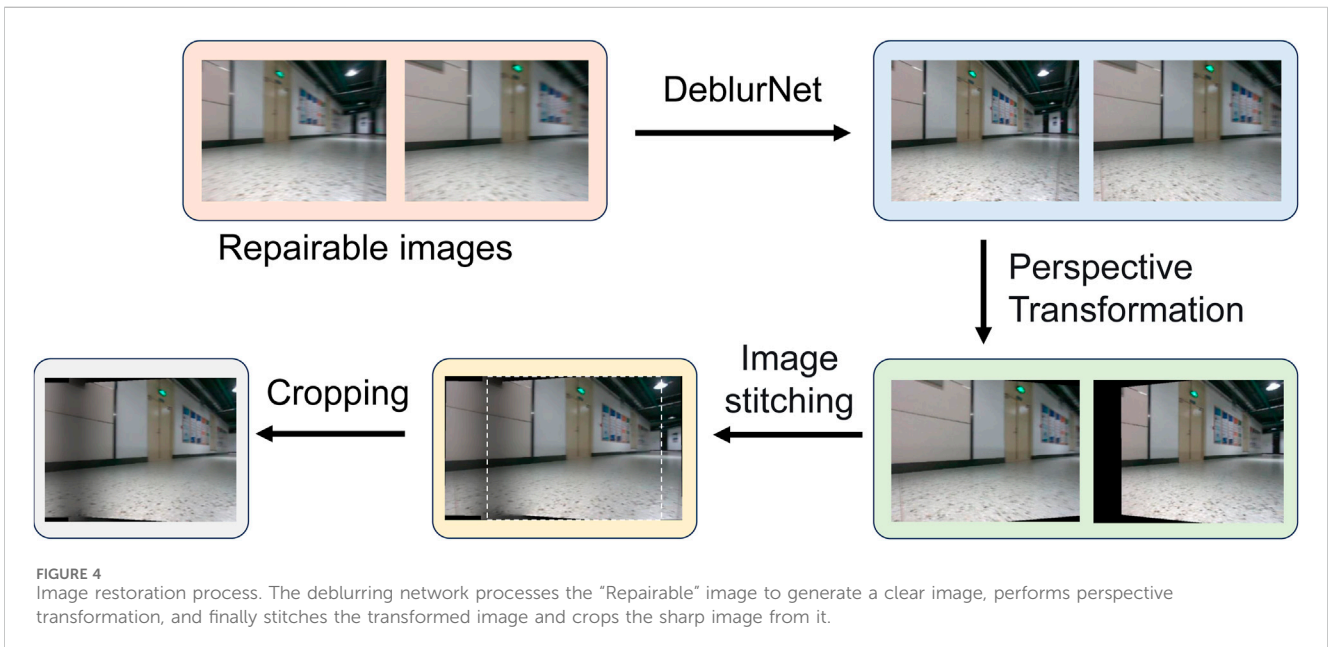 DeblurNet
Repairable images
Perspective
Transformation
Image
stitching
Cropping
FIGURE 4
Image restoration process. The deblurring network processes the “Repairable” image to generate a clear image, performs perspective
transformation, and finally stitches the transformed image and crops the sharp image from it.